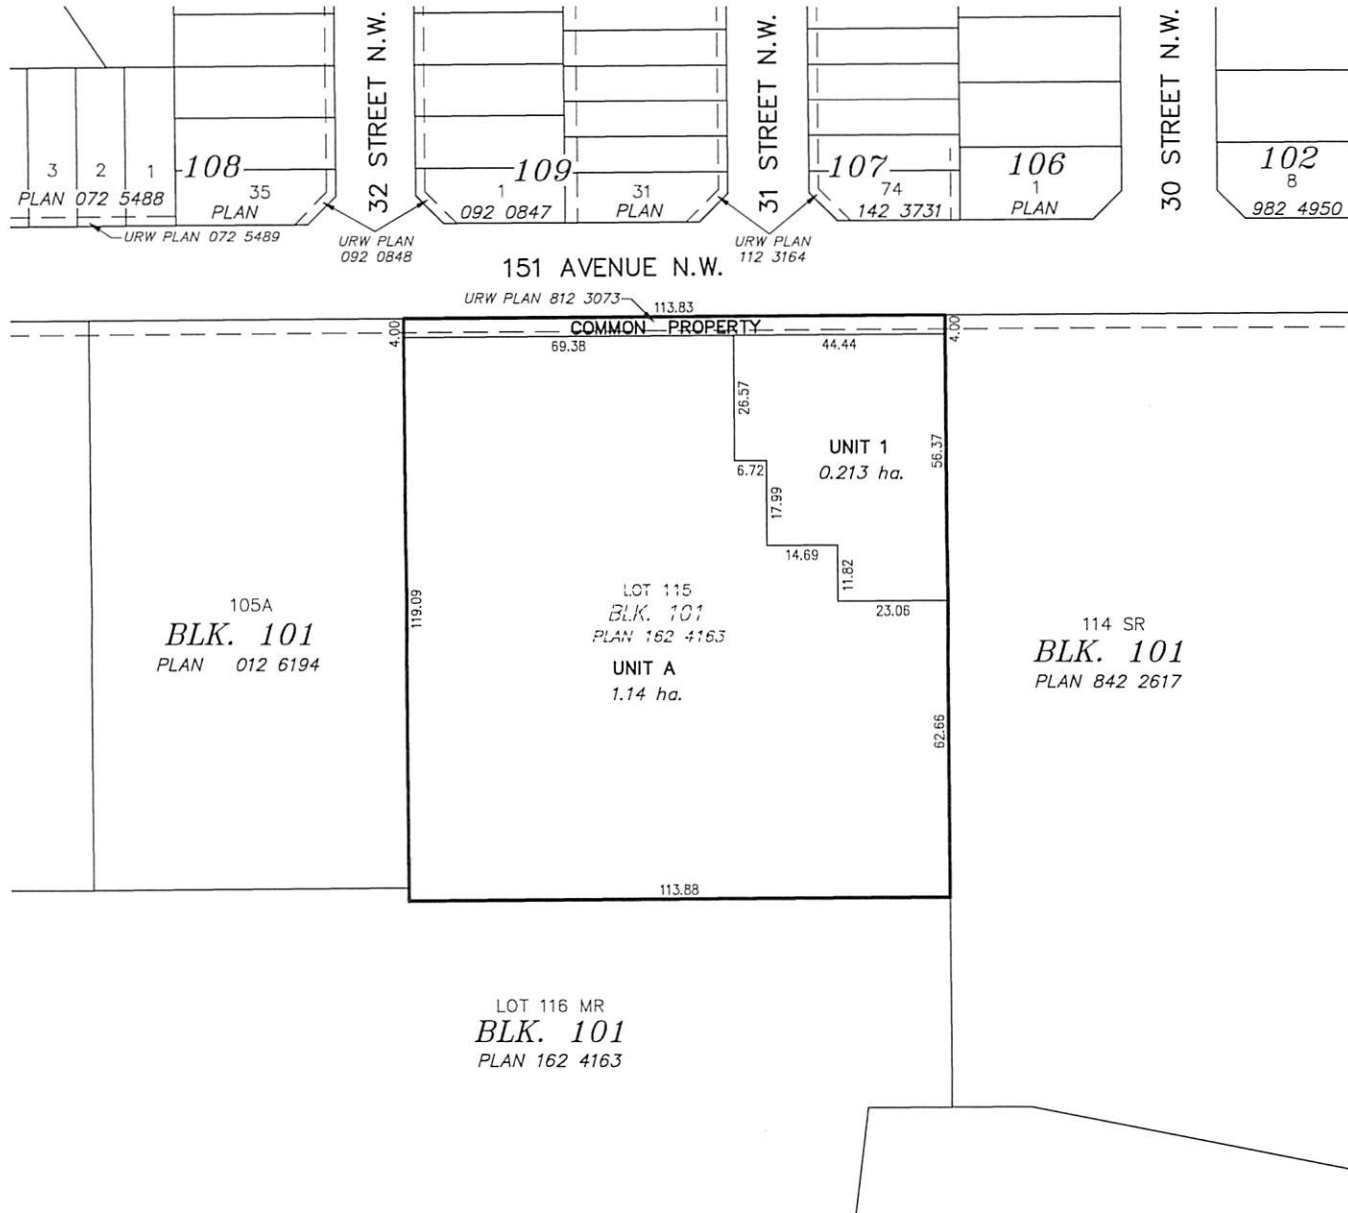 32 STREET N.W.
31 STREET N.W.
30 STREET N.W.
3 2 1
PLAN 072 5488
108
35
PLAN
109
1
092 0847
31
PLAN
107
74
142 3731
106
1
PLAN
102
8
982 4950
URW PLAN 072 5489
URW PLAN
092 0848
URW PLAN
112 3164
151 AVENUE N.W.
URW PLAN 812 3073
113.83
4.00
COMMON PROPERTY
4.00
69.38
44.44
26.57
UNIT 1
0.213 ha.
56.37
6.72
17.99
14.69
11.82
23.06
119.09
105A
BLK. 101
PLAN 012 6194
LOT 115
BLK. 101
PLAN 162 4163
UNIT A
1.14 ha.
114 SR
BLK. 101
PLAN 842 2617
62.66
113.88
LOT 116 MR
BLK. 101
PLAN 162 4163